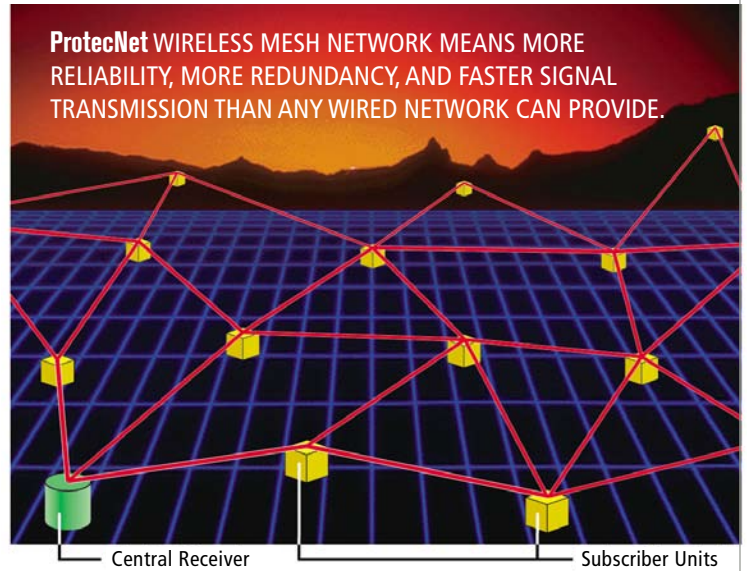 ProtecNet WIRELESS MESH NETWORK MEANS MORE
RELIABILITY, MORE REDUNDANCY, AND FASTER SIGNAL
TRANSMISSION THAN ANY WIRED NETWORK CAN PROVIDE.
Central Receiver
Subscriber Units